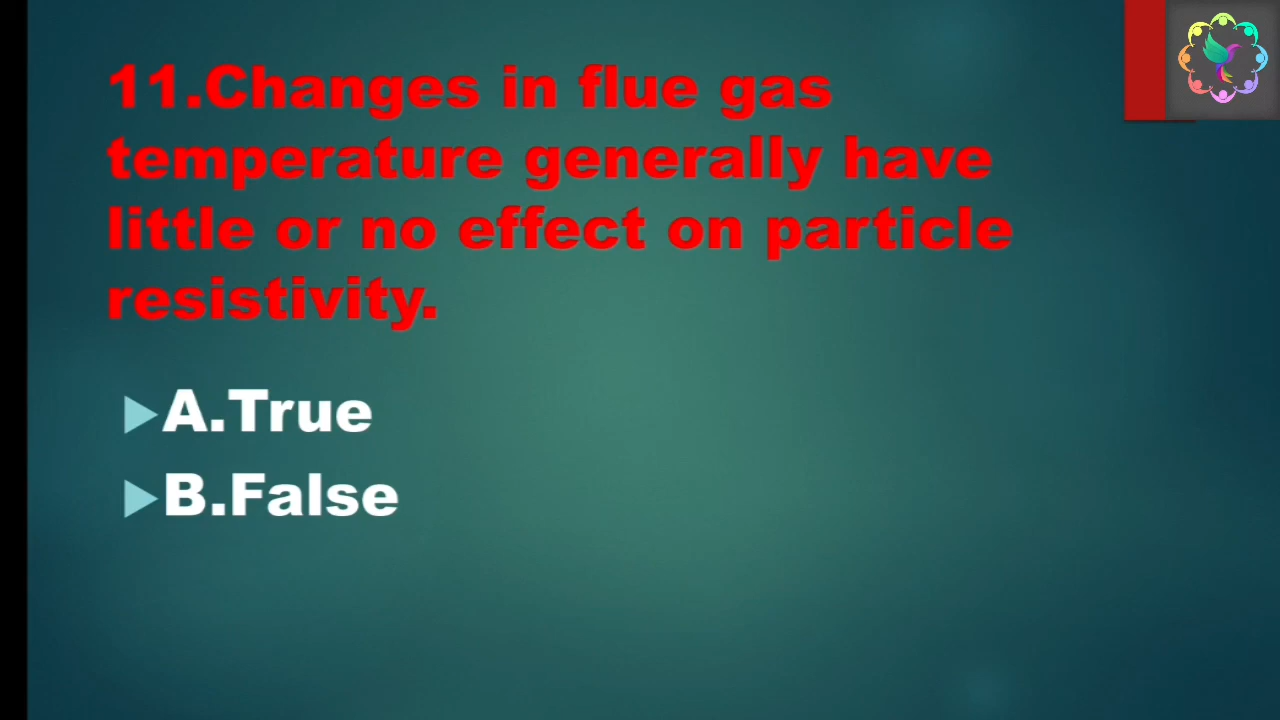 11.Changes in flue gas
temperature generally have
little or no effect on particle
resistivity.
A.True
B.False